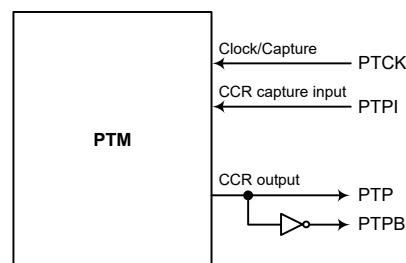 Clock/Capture
PTCK
CCR capture input
PTPI
PTM
CCR output
PTP
PTPB